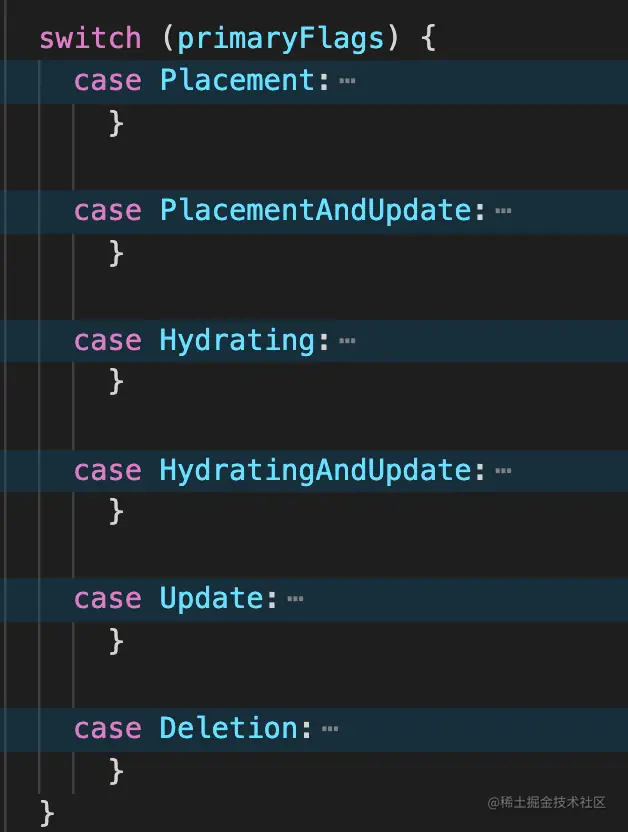 switch (primaryFlags) {
case Placement:⋯
}
case PlacementAndUpdate:⋯
}
case Hydrating:⋯
}
case HydratingAndUpdate:⋯
}
case Update:⋯
}
case Deletion:⋯
}
}
@稀土掘金技术社区